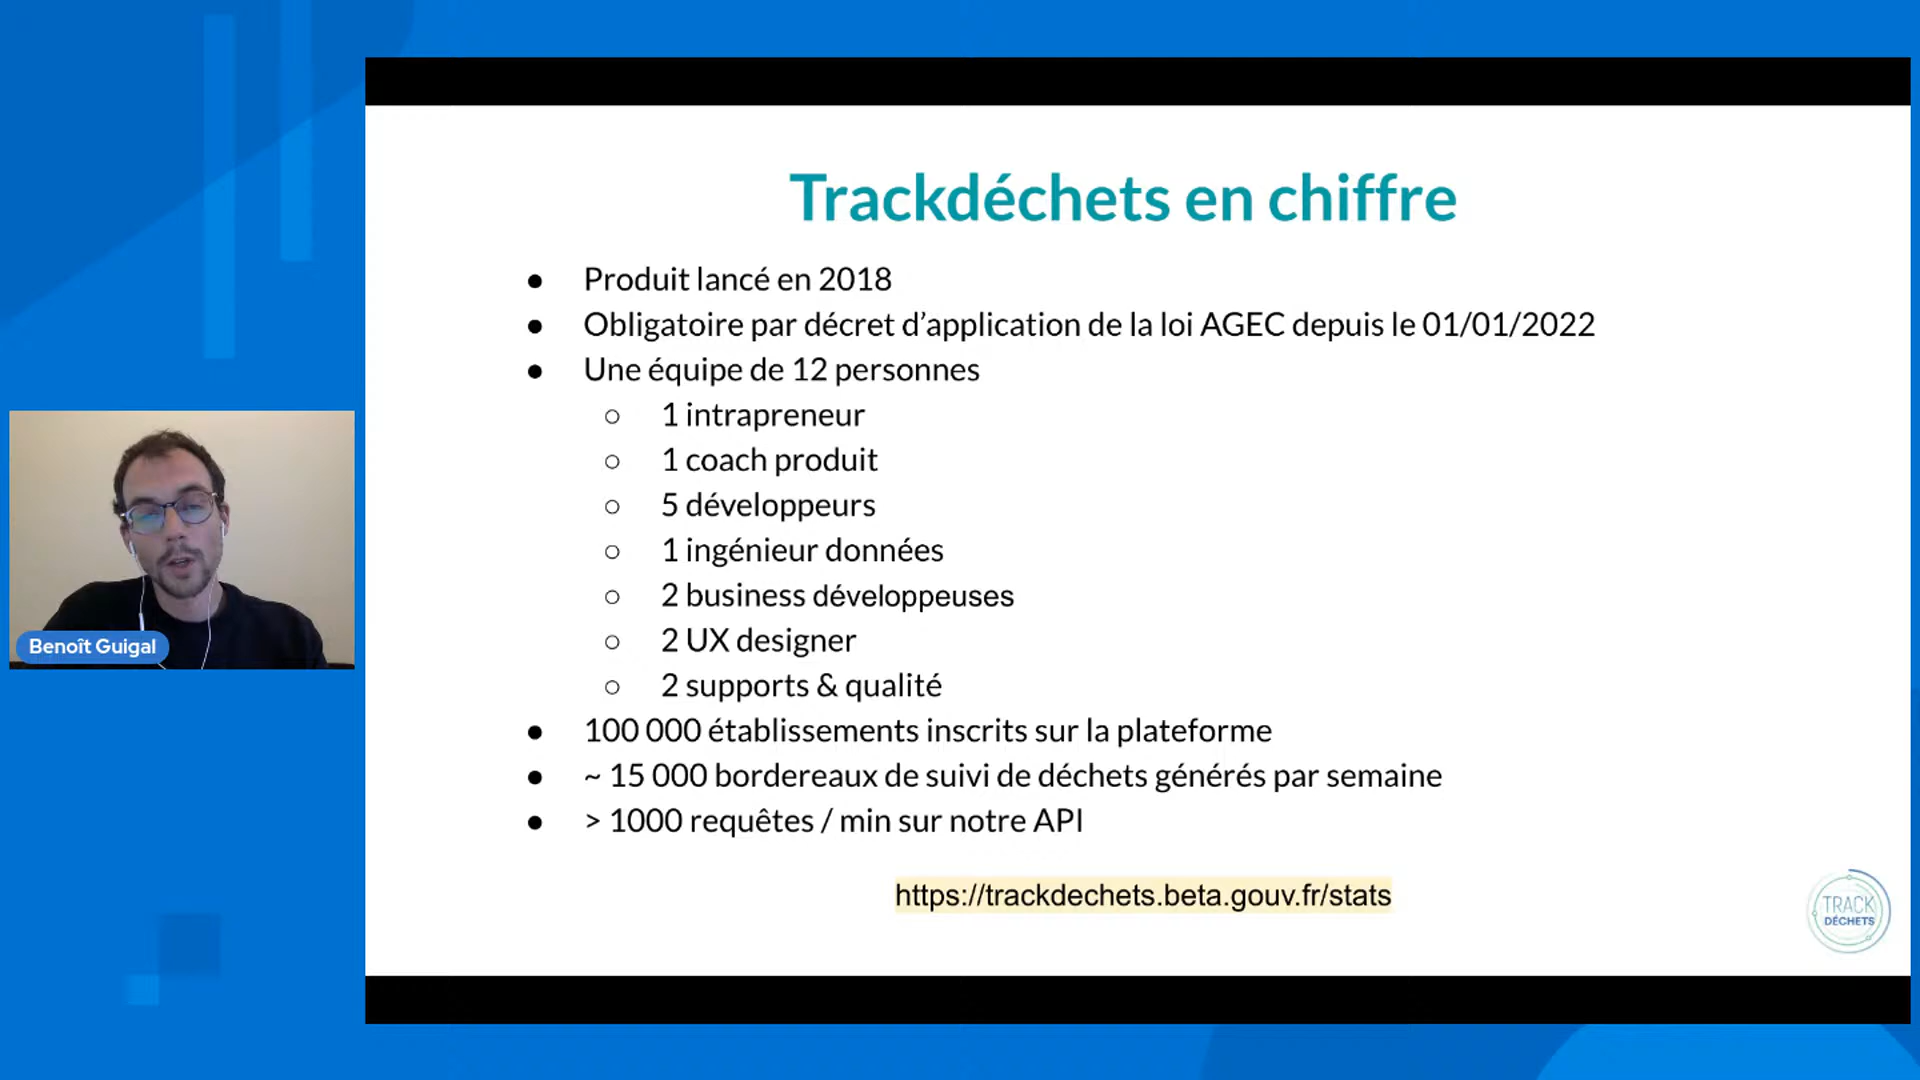 Trackdéchets en chiffre
● Produit lancé en 2018
● Obligatoire par décret d’application de la loi AGEC depuis le 01/01/2022
● Une équipe de 12 personnes
○ 1 intrapreneur
○ 1 coach produit
○ 5 développeurs
○ 1 ingénieur données
○ 2 business développeuses
○ 2 UX designer
○ 2 supports & qualité
● 100 000 établissements inscrits sur la plateforme
● ~ 15 000 bordereaux de suivi de déchets générés par semaine
● > 1000 requêtes / min sur notre API
https://trackdechets.beta.gouv.fr/stats
TRACK
DÉCHETS
Benoît Guigal